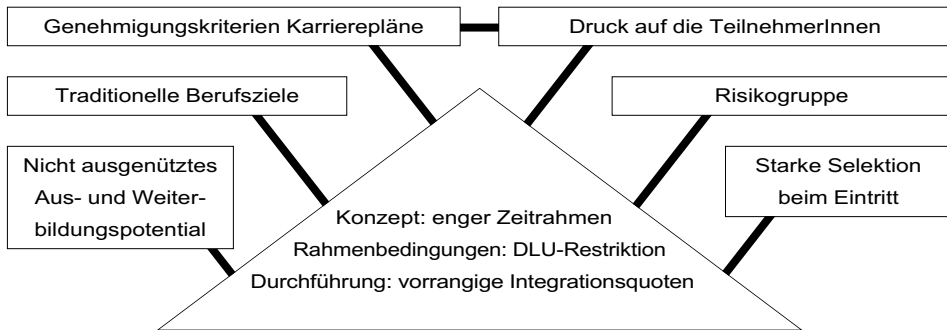 Genehmigungskriterien Karrierepläne
Druck auf die TeilnehmerInnen
Traditionelle Berufsziele
Risikogruppe
Nicht ausgenütztes
Aus- und Weiter-
bildungspotential
Starke Selektion
beim Eintritt
Konzept: enger Zeitrahmen
Rahmenbedingungen: DLU-Restriktion
Durchführung: vorrangige Integrationsquoten